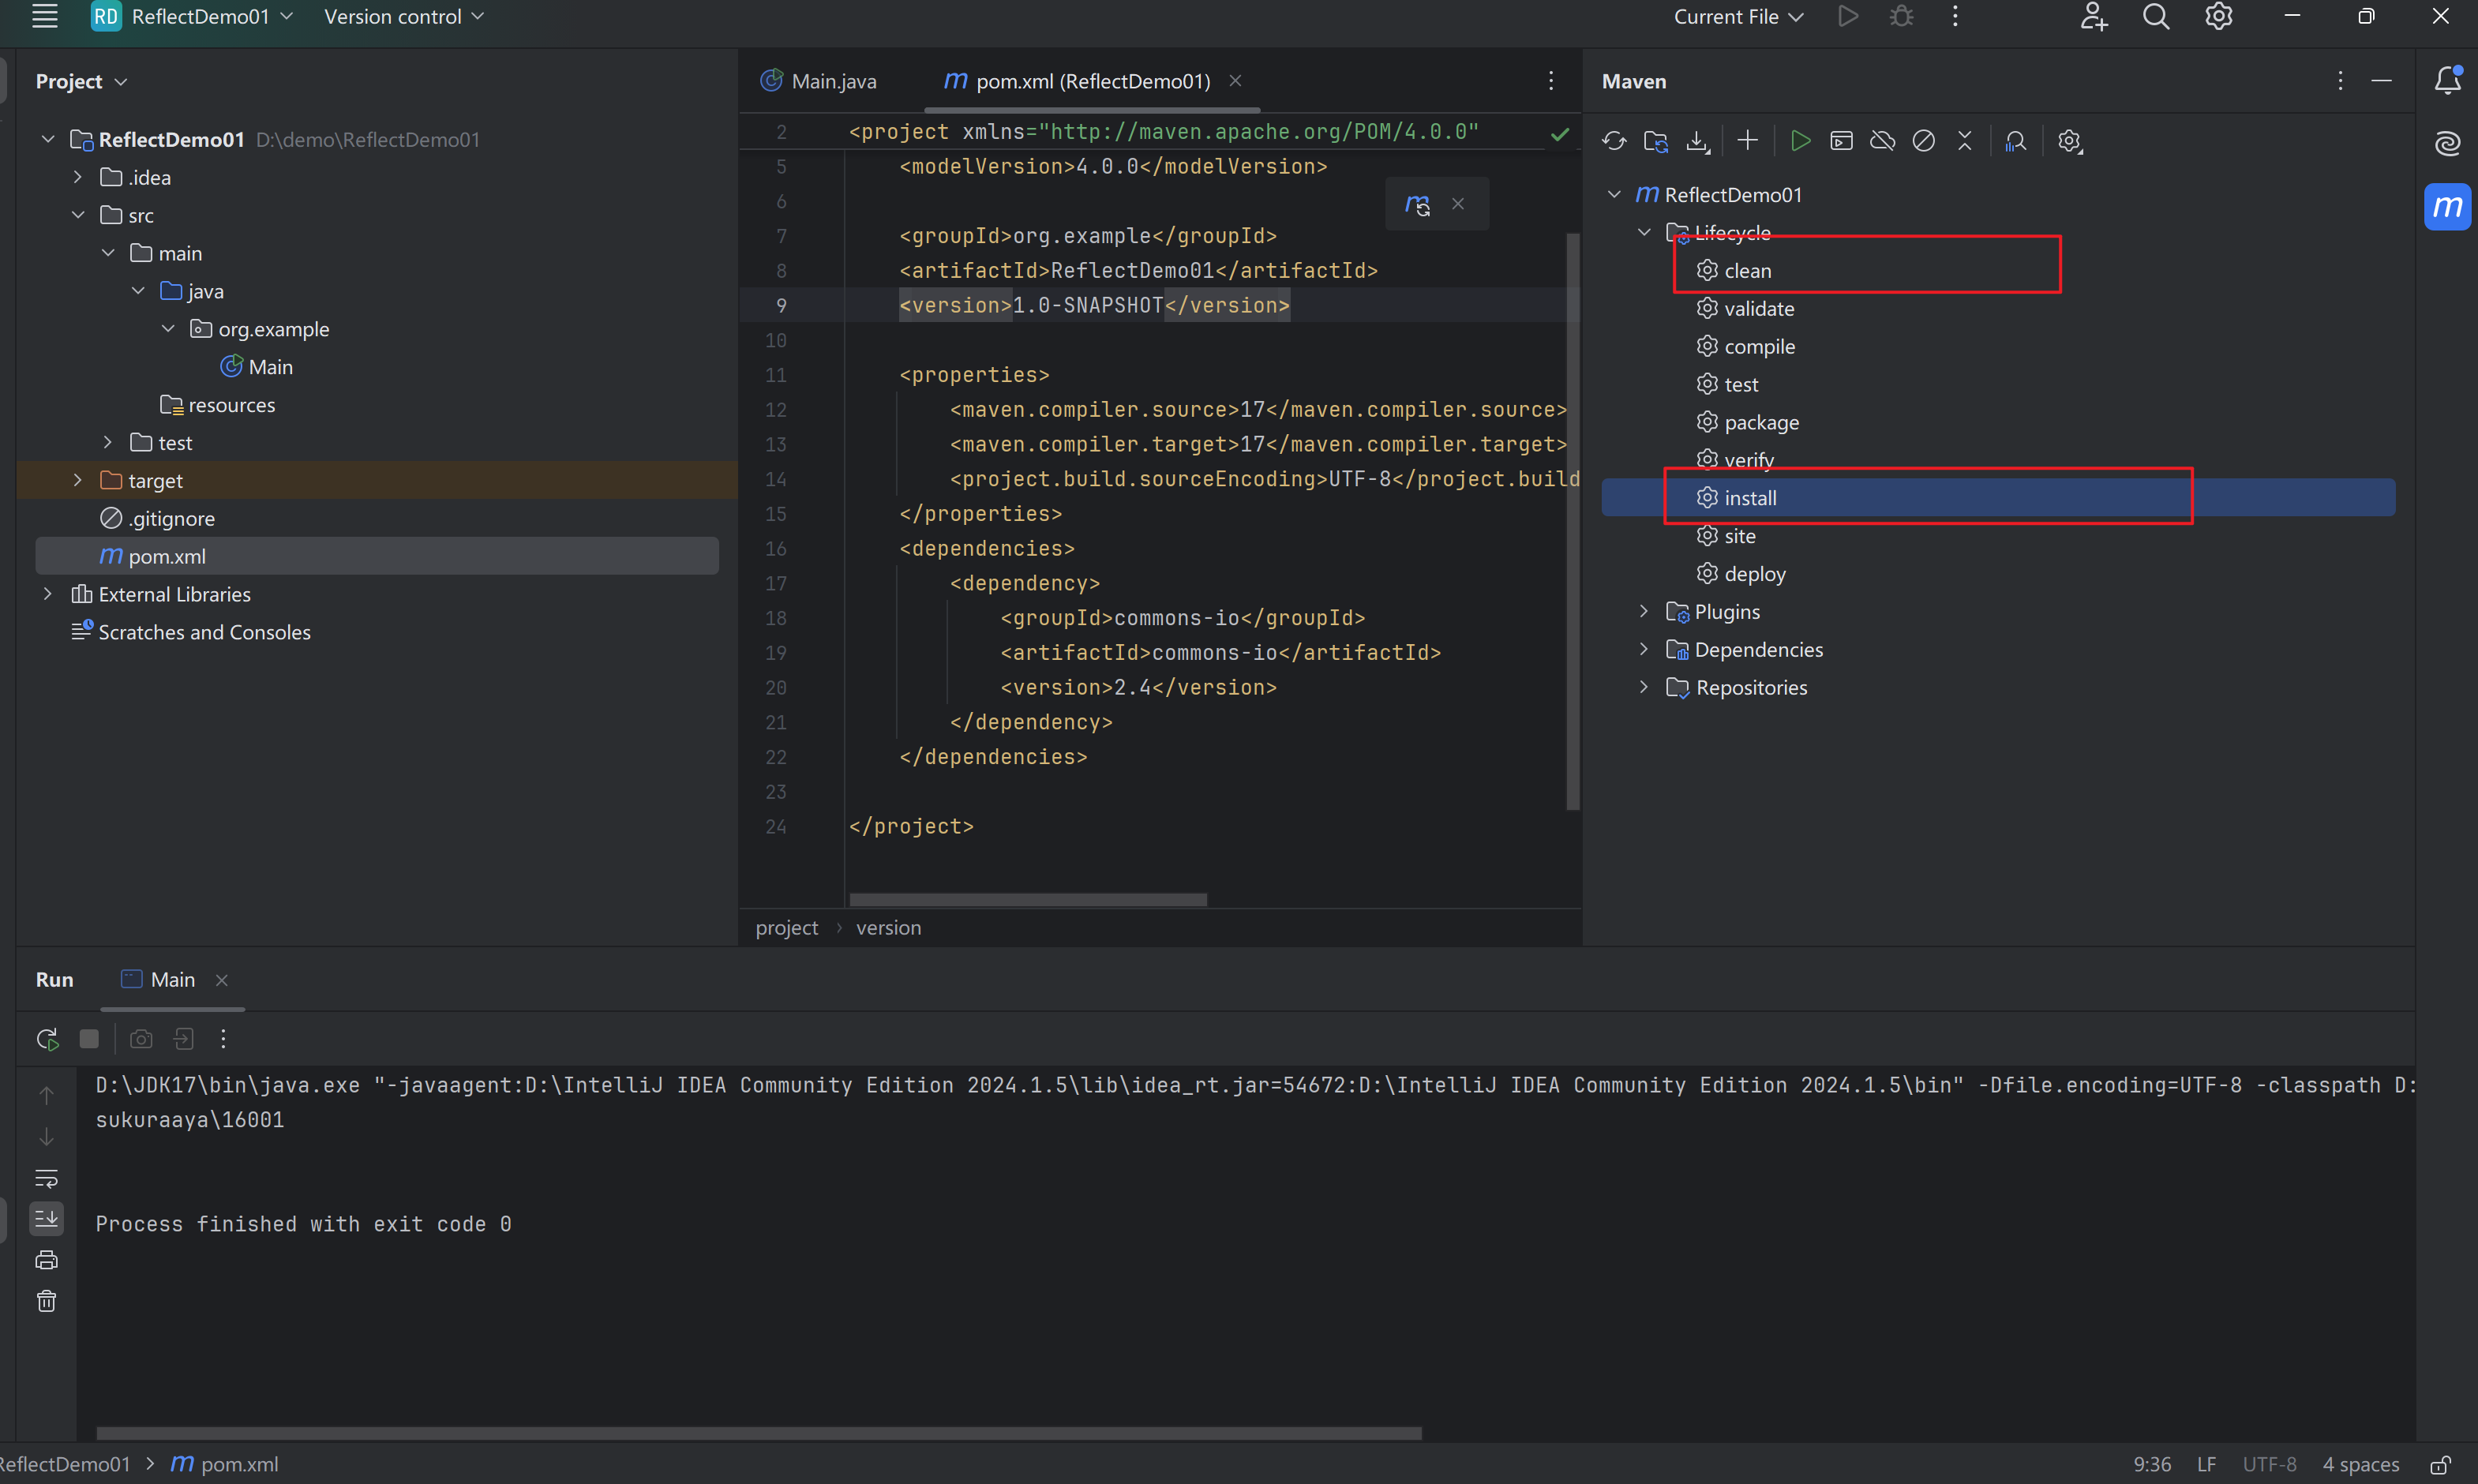 RD ReflectDemo01 Version control Current File
Project
ReflectDemo01 D:\demo\ReflectDemo01
.idea
src
main
java
org.example
Main
resources
test
target
.gitignore
m pom.xml
External Libraries
Scratches and Consoles
Main.java m pom.xml (ReflectDemo01)
2 <project xmlns="http://maven.apache.org/POM/4.0.0"
5 <modelVersion>4.0.0</modelVersion>
6
7 <groupId>org.example</groupId>
8 <artifactId>ReflectDemo01</artifactId>
9 <version>1.0-SNAPSHOT</version>
10
11 <properties>
12 <maven.compiler.source>17</maven.compiler.source>
13 <maven.compiler.target>17</maven.compiler.target>
14 <project.build.sourceEncoding>UTF-8</project.build
15 </properties>
16 <dependencies>
17 <dependency>
18 <groupId>commons-io</groupId>
19 <artifactId>commons-io</artifactId>
20 <version>2.4</version>
21 </dependency>
22 </dependencies>
23
24 </project>
project › version
Maven
m ReflectDemo01
Lifecycle
clean
validate
compile
test
package
verify
install
site
deploy
Plugins
Dependencies
Repositories
m
Run Main
D:\JDK17\bin\java.exe "-javaagent:D:\IntelliJ IDEA Community Edition 2024.1.5\lib\idea_rt.jar=54672:D:\IntelliJ IDEA Community Edition 2024.1.5\bin" -Dfile.encoding=UTF-8 -classpath D:
sukuraaya\16001
Process finished with exit code 0
ReflectDemo01 > m pom.xml 9:36 LF UTF-8 4 spaces